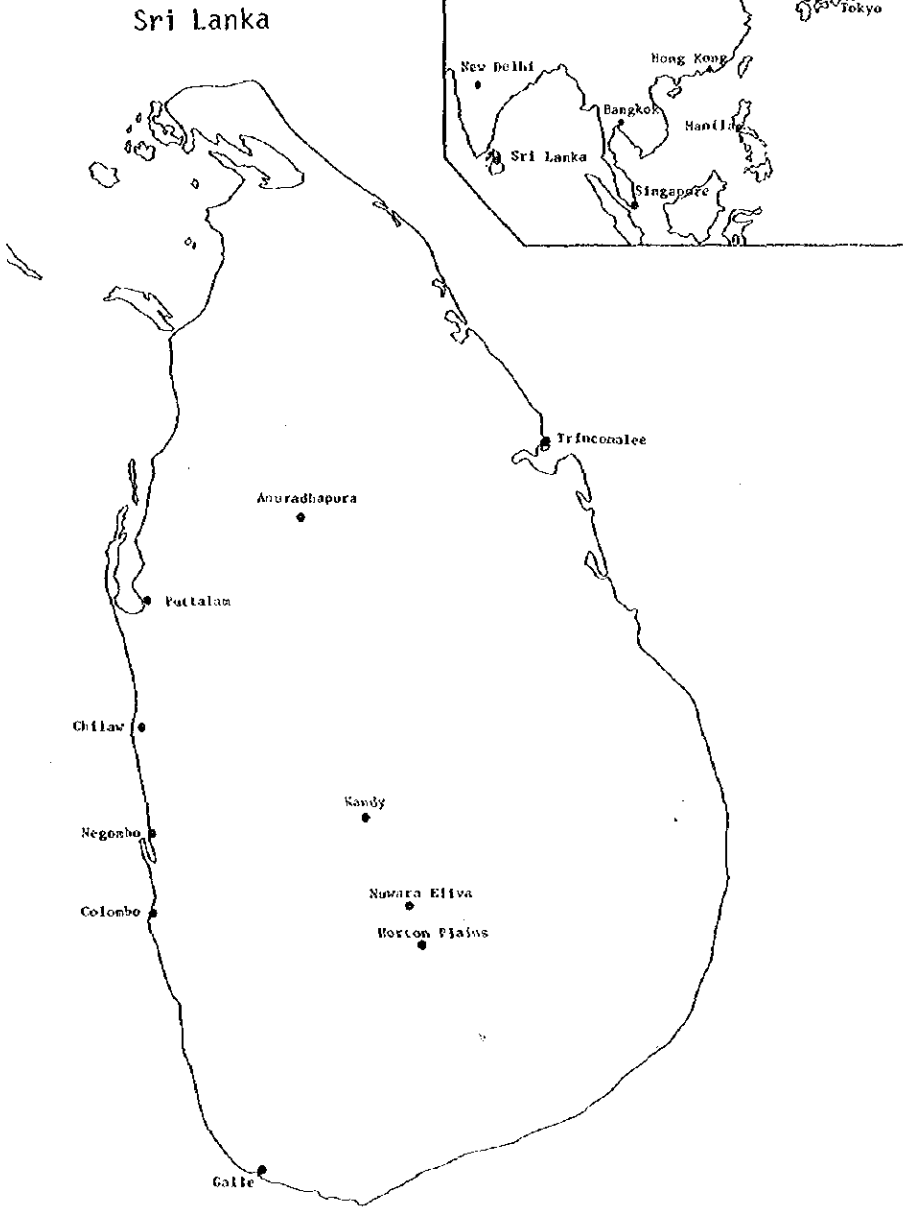 Sri Lanka
Tokyo
New Delhi
Hong Kong
Bangkok
Manila
Sri Lanka
Singapore
Trinconalee
Anuradhapura
Puttalam
Chilaw
Kandy
Negombo
Nuwara Eliya
Colombo
Horton Plains
Galle